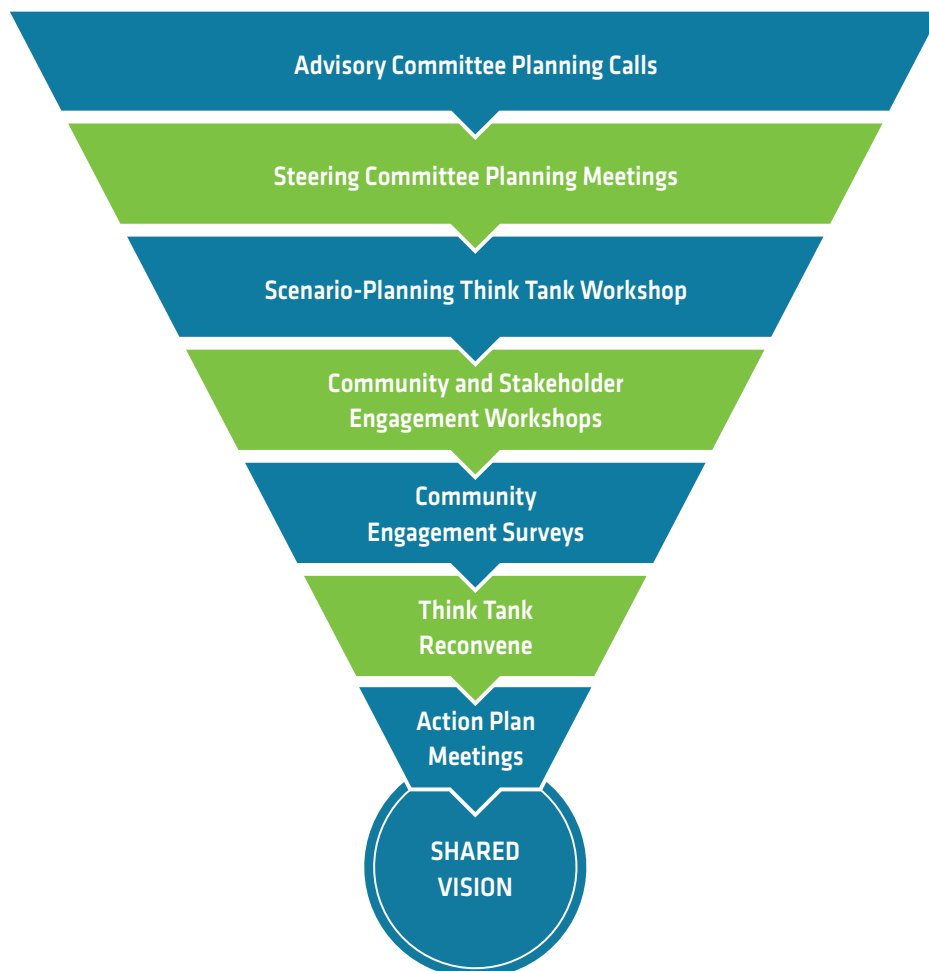 Advisory Committee Planning Calls
Steering Committee Planning Meetings
Scenario-Planning Think Tank Workshop
Community and Stakeholder
Engagement Workshops
Community
Engagement Surveys
Think Tank
Reconvene
Action Plan
Meetings
SHARED
VISION